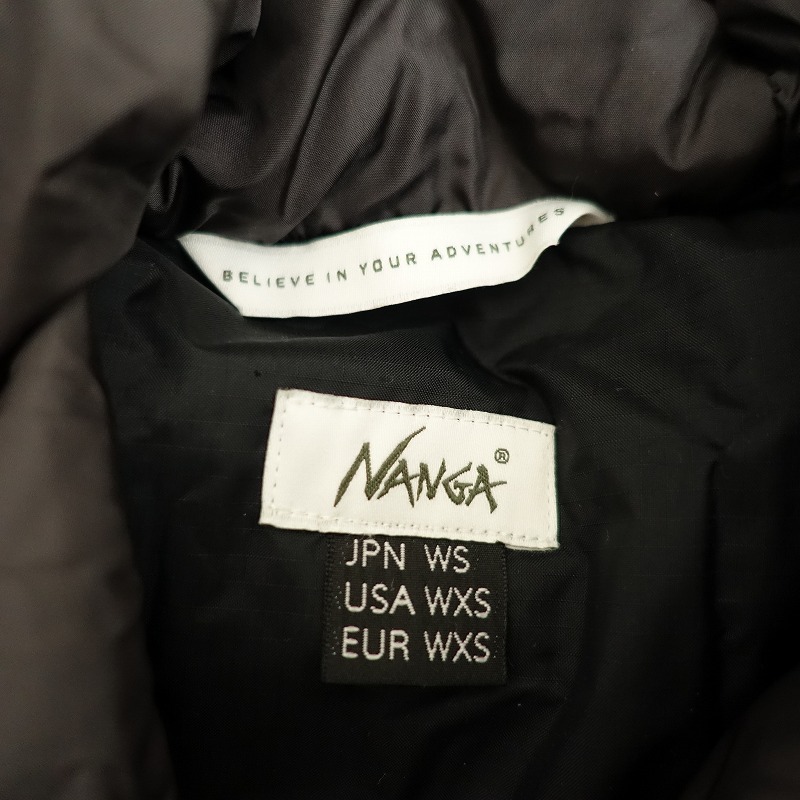 BELIEVE IN YOUR ADVENTURES
NANGA®
JPN WS
USA WXS
EUR WXS